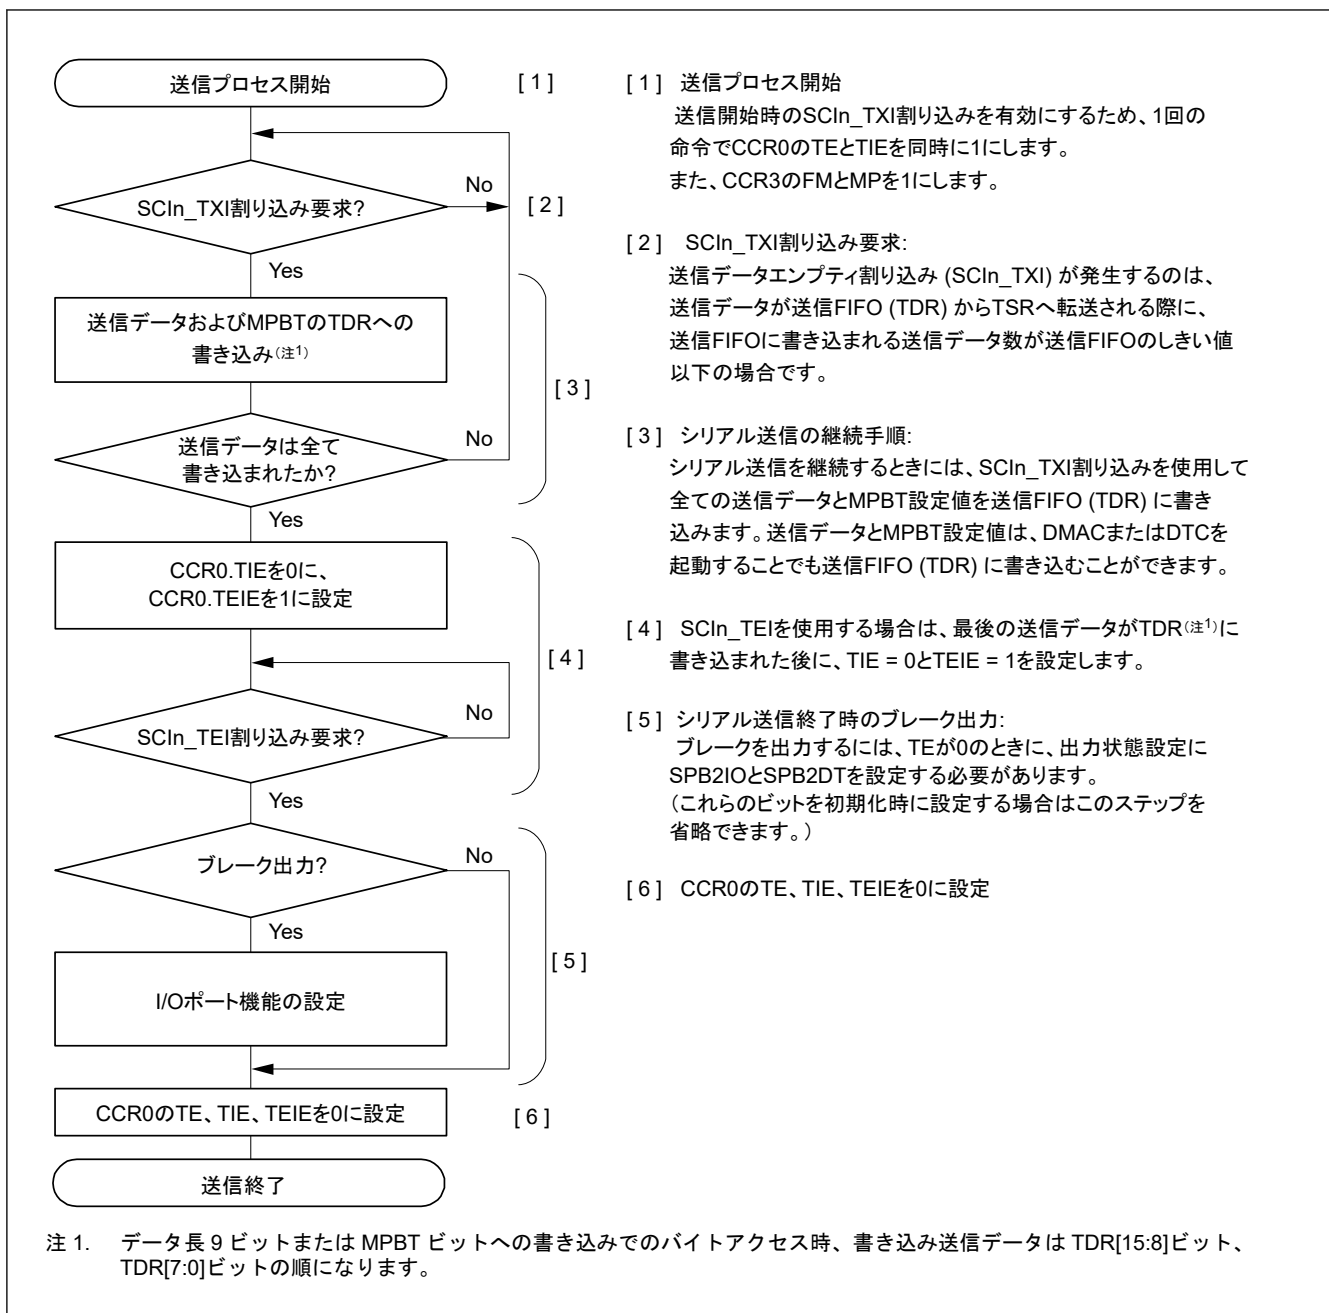 送信プロセス開始
[ 1 ]
SCIn_TXI割り込み要求?
No
[ 2 ]
Yes
送信データおよびMPBTのTDRへの
書き込み(注1)
[ 3 ]
送信データは全て
書き込まれたか?
No
Yes
CCR0.TIEを0に、
CCR0.TEIEを1に設定
[ 4 ]
SCIn_TEI割り込み要求?
No
Yes
ブレーク出力?
No
Yes
[ 5 ]
I/Oポート機能の設定
CCR0のTE、TIE、TEIEを0に設定
[ 6 ]
送信終了
[ 1 ] 送信プロセス開始
送信開始時のSCIn_TXI割り込みを有効にするため、1回の
命令でCCR0のTEとTIEを同時に1にします。
また、CCR3のFMとMPを1にします。
[ 2 ] SCIn_TXI割り込み要求:
送信データエンプティ割り込み (SCIn_TXI) が発生するのは、
送信データが送信FIFO (TDR) からTSRへ転送される際に、
送信FIFOに書き込まれる送信データ数が送信FIFOのしきい値
以下の場合です。
[ 3 ] シリアル送信の継続手順:
シリアル送信を継続するときには、SCIn_TXI割り込みを使用して
全ての送信データとMPBT設定値を送信FIFO (TDR) に書き
込みます。送信データとMPBT設定値は、DMACまたはDTCを
起動することでも送信FIFO (TDR) に書き込むことができます。
[ 4 ] SCIn_TEIを使用する場合は、最後の送信データがTDR(注1)に
書き込まれた後に、TIE = 0とTEIE = 1を設定します。
[ 5 ] シリアル送信終了時のブレーク出力:
ブレークを出力するには、TEが0のときに、出力状態設定に
SPB2IOとSPB2DTを設定する必要があります。
(これらのビットを初期化時に設定する場合はこのステップを
省略できます。)
[ 6 ] CCR0のTE、TIE、TEIEを0に設定
注 1. データ長 9 ビットまたは MPBT ビットへの書き込みでのバイトアクセス時、書き込み送信データは TDR[15:8]ビット、
TDR[7:0]ビットの順になります。